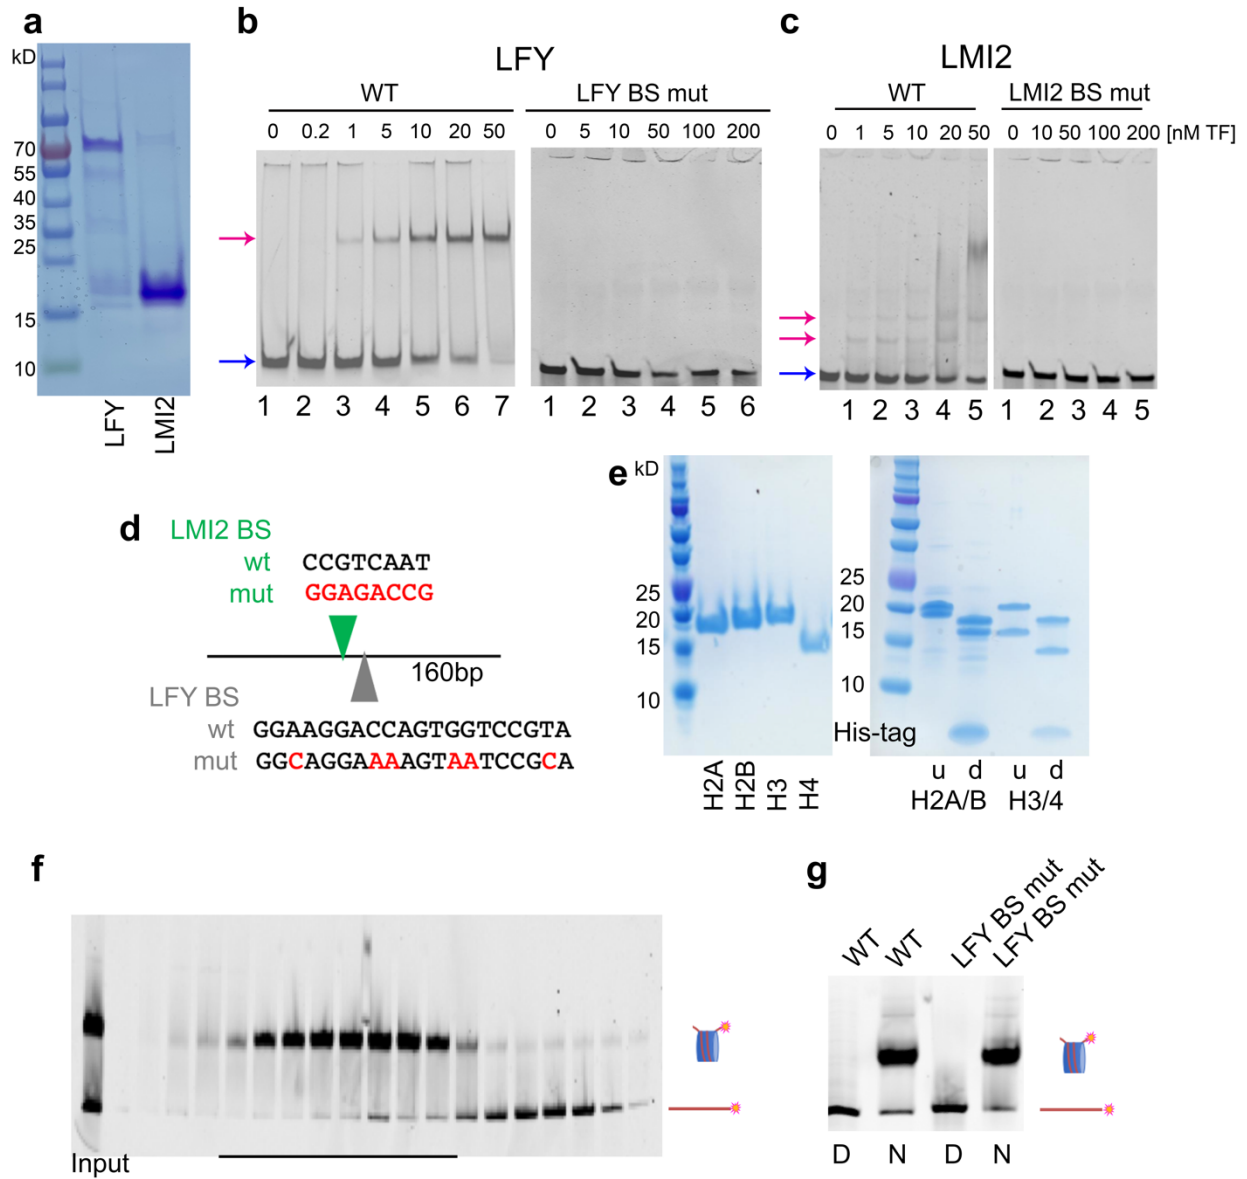 a
kD
70
55
40
35
25
15
10
LFY
LMI2
b
LFY
WT
LFY BS mut
0 0.2 1 5 10 20 50
0 5 10 50 100 200
1 2 3 4 5 6 7
1 2 3 4 5 6
c
LMI2
WT
LMI2 BS mut
0 1 5 10 20 50
0 10 50 100 200 [nM TF]
1 2 3 4 5
1 2 3 4 5
d
LMI2 BS
wt CCGTCAAT
mut GGAGACCG
160bp
LFY BS
wt GGAAGGACCAGTGGTCCGTA
mut GGCAGGAAAAGTAATCCGCA
e
kD
25
20
15
10
H2A
H2B
H3
H4
25
20
15
10
His-tag
u d u d
H2A/B H3/4
f
Input
g
WT
WT
LFY BS mut
LFY BS mut
D N D N